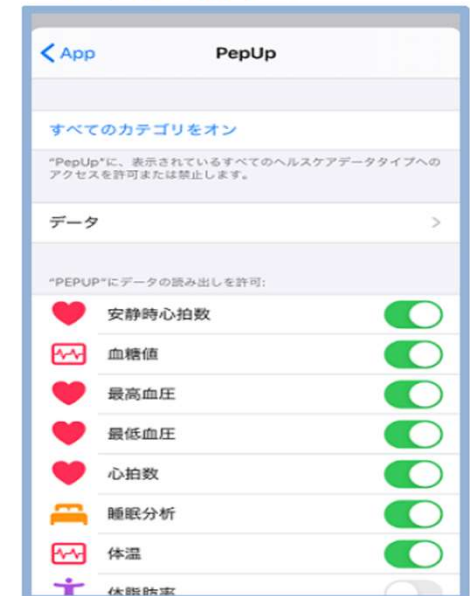 App
PepUp
すべてのカテゴリをオン
"PepUp"に、表示されているすべてのヘルスケアデータタイプへの
アクセスを許可または禁止します。
データ
"PEPUP"にデータの読み出しを許可:
安静時心拍数
血糖値
最高血圧
最低血圧
心拍数
睡眠分析
体温
体脂肪率